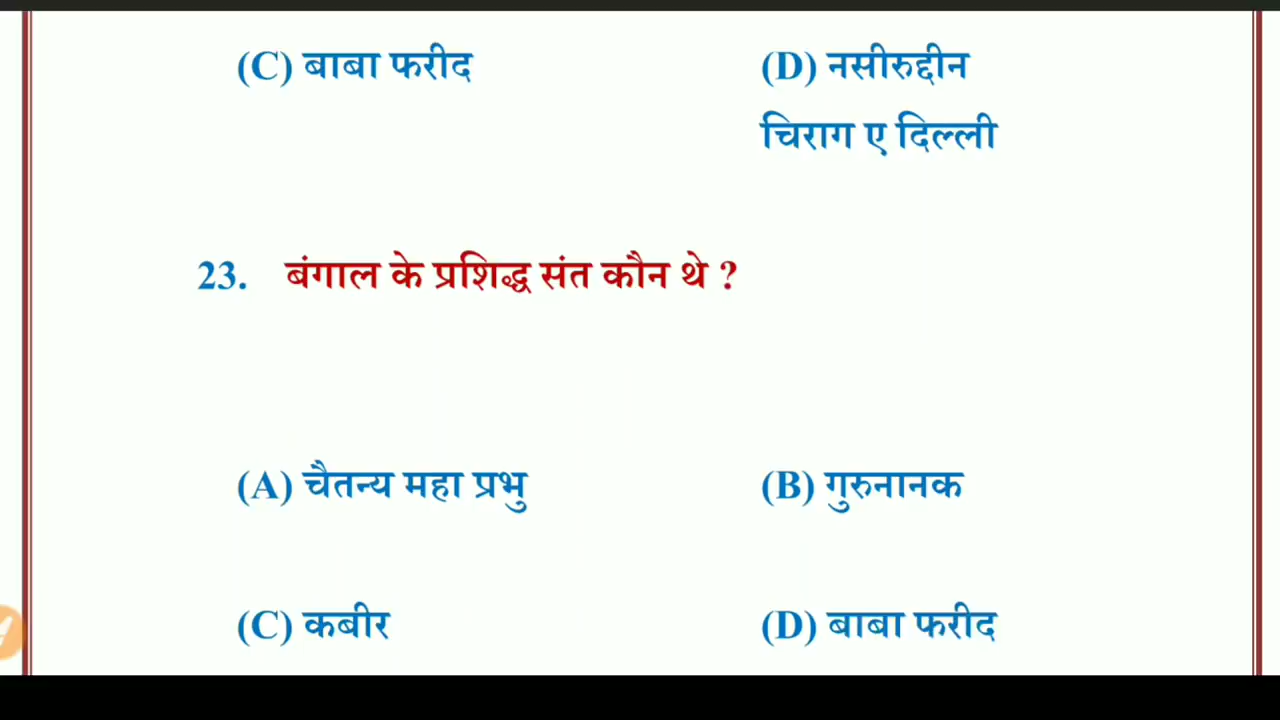 (C) बाबा फरीद (D) नसीरुद्दीन
चिराग ए दिल्ली
23. बंगाल के प्रशिद्ध संत कौन थे ?
(A) चैतन्य महा प्रभु (B) गुरुनानक
(C) कबीर (D) बाबा फरीद